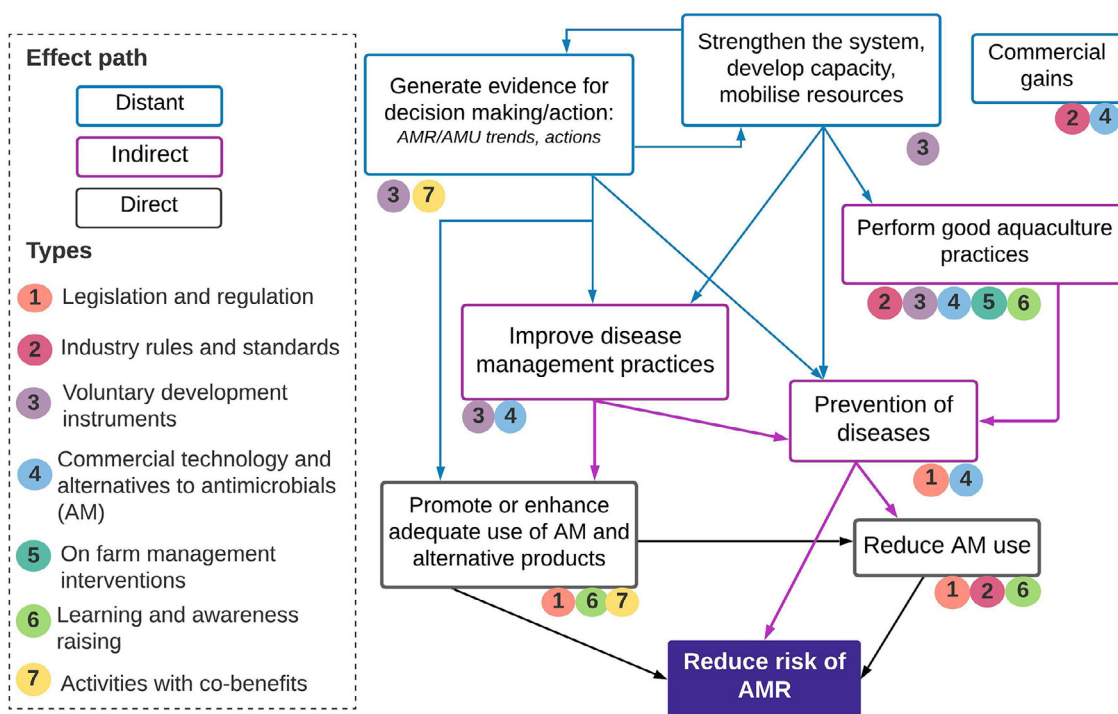 Effect path
Distant
Indirect
Direct
Types
1 Legislation and regulation
2 Industry rules and standards
3 Voluntary development
instruments
4 Commercial technology and
alternatives to antimicrobials
(AM)
5 On farm management
interventions
6 Learning and awareness
raising
7 Activities with co-benefits
Generate evidence for
decision making/action:
AMR/AMU trends, actions
3 7
Strengthen the system,
develop capacity,
mobilise resources
3
Commercial
gains
2 4
Perform good aquaculture
practices
2 3 4 5 6
Improve disease
management practices
3 4
Prevention of
diseases
1 4
Promote or enhance
adequate use of AM and
alternative products
1 6 7
Reduce AM use
1 2 6
Reduce risk of
AMR